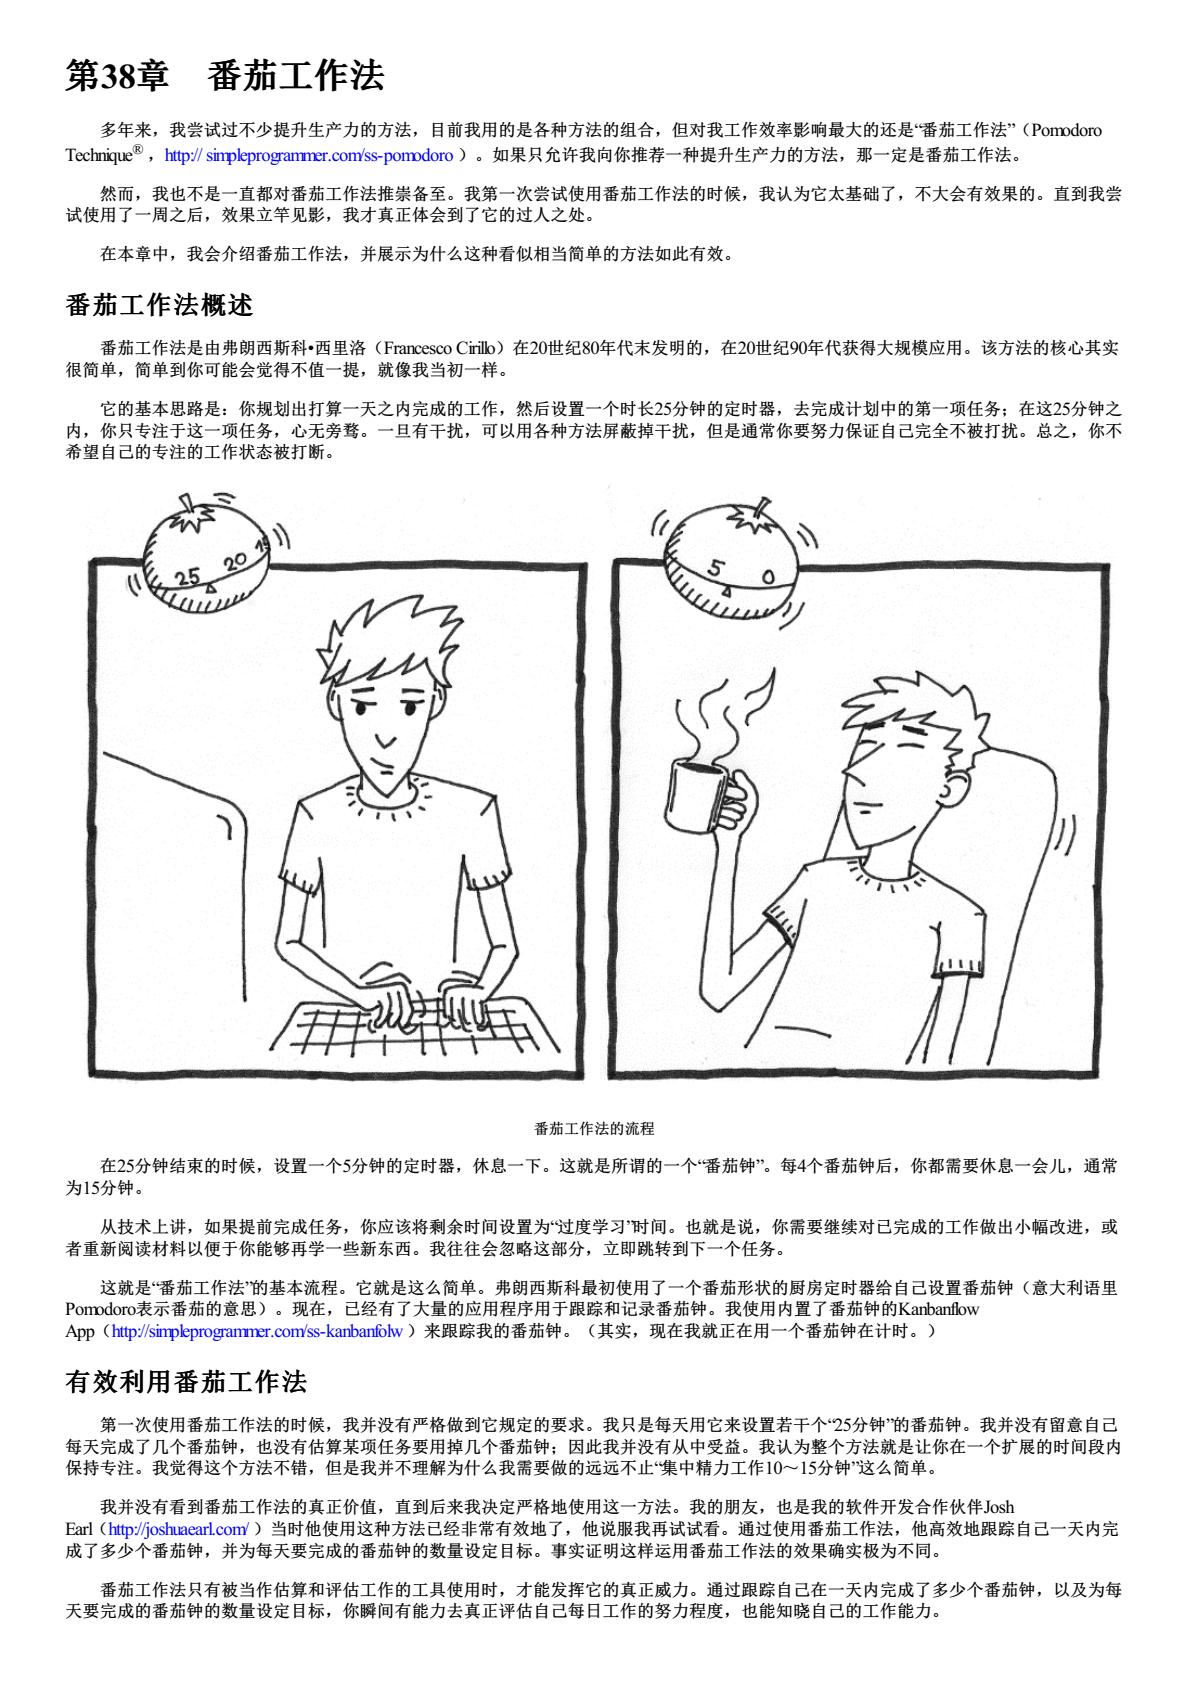 第38章　番茄工作法
多年来，我尝试过不少提升生产力的方法，目前我用的是各种方法的组合，但对我工作效率影响最大的还是“番茄工作法”（Pomodoro
Technique®，http:// simpleprogrammer.com/ss-pomodoro ）。如果只允许我向你推荐一种提升生产力的方法，那一定是番茄工作法。
然而，我也不是一直都对番茄工作法推崇备至。我第一次尝试使用番茄工作法的时候，我认为它太基础了，不大会有效果的。直到我尝
试使用了一周之后，效果立竿见影，我才真正体会到了它的过人之处。
在本章中，我会介绍番茄工作法，并展示为什么这种看似相当简单的方法如此有效。
番茄工作法概述
番茄工作法是由弗朗西斯科•西里洛（Francesco Cirillo）在20世纪80年代末发明的，在20世纪90年代获得大规模应用。该方法的核心其实
很简单，简单到你可能会觉得不值一提，就像我当初一样。
它的基本思路是：你规划出打算一天之内完成的工作，然后设置一个时长25分钟的定时器，去完成计划中的第一项任务；在这25分钟之
内，你只专注于这一项任务，心无旁骛。一旦有干扰，可以用各种方法屏蔽掉干扰，但是通常你要努力保证自己完全不被打扰。总之，你不
希望自己的专注的工作状态被打断。
25 20 15
5 0
番茄工作法的流程
在25分钟结束的时候，设置一个5分钟的定时器，休息一下。这就是所谓的一个“番茄钟”。每4个番茄钟后，你都需要休息一会儿，通常
为15分钟。
从技术上讲，如果提前完成任务，你应该将剩余时间设置为“过度学习”时间。也就是说，你需要继续对已完成的工作做出小幅改进，或
者重新阅读材料以便于你能够再学一些新东西。我往往会忽略这部分，立即跳转到下一个任务。
这就是“番茄工作法”的基本流程。它就是这么简单。弗朗西斯科最初使用了一个番茄形状的厨房定时器给自己设置番茄钟（意大利语里
Pomodoro表示番茄的意思）。现在，已经有了大量的应用程序用于跟踪和记录番茄钟。我使用内置了番茄钟的Kanbanflow
App（http://simpleprogrammer.com/ss-kanbanfolw ）来跟踪我的番茄钟。（其实，现在我就正在用一个番茄钟在计时。）
有效利用番茄工作法
第一次使用番茄工作法的时候，我并没有严格做到它规定的要求。我只是每天用它来设置若干个“25分钟”的番茄钟。我并没有留意自己
每天完成了几个番茄钟，也没有估算某项任务要用掉几个番茄钟；因此我并没有从中受益。我认为整个方法就是让你在一个扩展的时间段内
保持专注。我觉得这个方法不错，但是我并不理解为什么我需要做的远远不止“集中精力工作10～15分钟”这么简单。
我并没有看到番茄工作法的真正价值，直到后来我决定严格地使用这一方法。我的朋友，也是我的软件开发合作伙伴Josh
Earl（http://joshuaearl.com/ ）当时他使用这种方法已经非常有效地了，他说服我再试试看。通过使用番茄工作法，他高效地跟踪自己一天内完
成了多少个番茄钟，并为每天要完成的番茄钟的数量设定目标。事实证明这样运用番茄工作法的效果确实极为不同。
番茄工作法只有被当作估算和评估工作的工具使用时，才能发挥它的真正威力。通过跟踪自己在一天内完成了多少个番茄钟，以及为每
天要完成的番茄钟的数量设定目标，你瞬间有能力去真正评估自己每日工作的努力程度，也能知晓自己的工作能力。